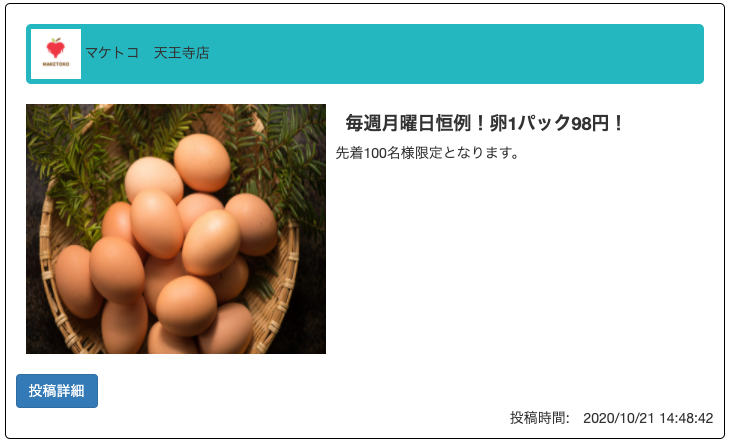 MAKETOKO
マケトコ　天王寺店
毎週月曜日恒例！卵1パック98円！
先着100名様限定となります。
投稿詳細
投稿時間:　2020/10/21 14:48:42